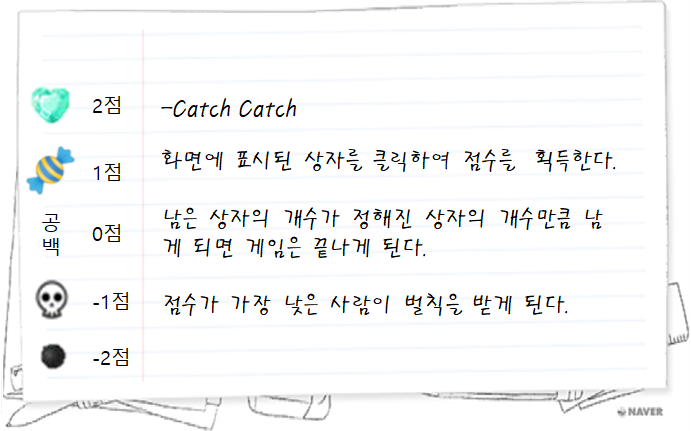 2점
-Catch Catch
1점
화면에 표시된 상자를 클릭하여 점수를 획득한다.
공
백
0점
남은 상자의 개수가 정해진 상자의 개수만큼 남
게 되면 게임은 끝나게 된다.
-1점
점수가 가장 낮은 사람이 벌칙을 받게 된다.
-2점
NAVER